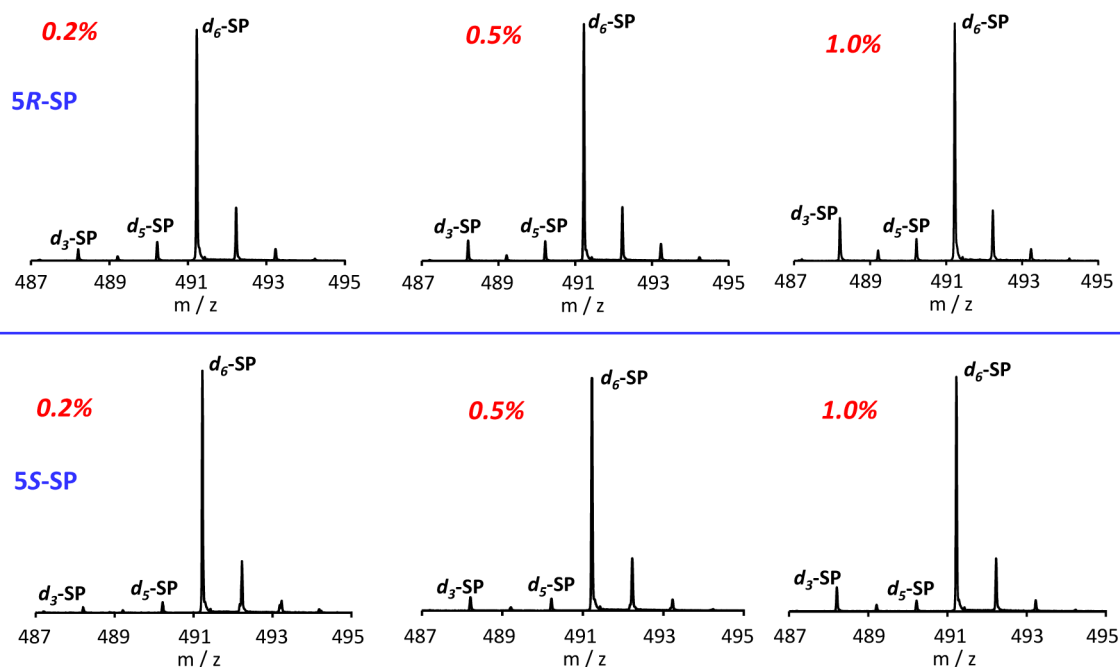 0.2%
d6-SP
5R-SP
d3-SP
d5-SP
487 489 491 493 495
m / z
0.5%
d6-SP
d3-SP
d5-SP
487 489 491 493 495
m / z
1.0%
d6-SP
d3-SP
d5-SP
487 489 491 493 495
m / z
0.2%
d6-SP
5S-SP
d3-SP
d5-SP
487 489 491 493 495
m / z
0.5%
d6-SP
d3-SP
d5-SP
487 489 491 493 495
m / z
1.0%
d6-SP
d3-SP
d5-SP
487 489 491 493 495
m / z